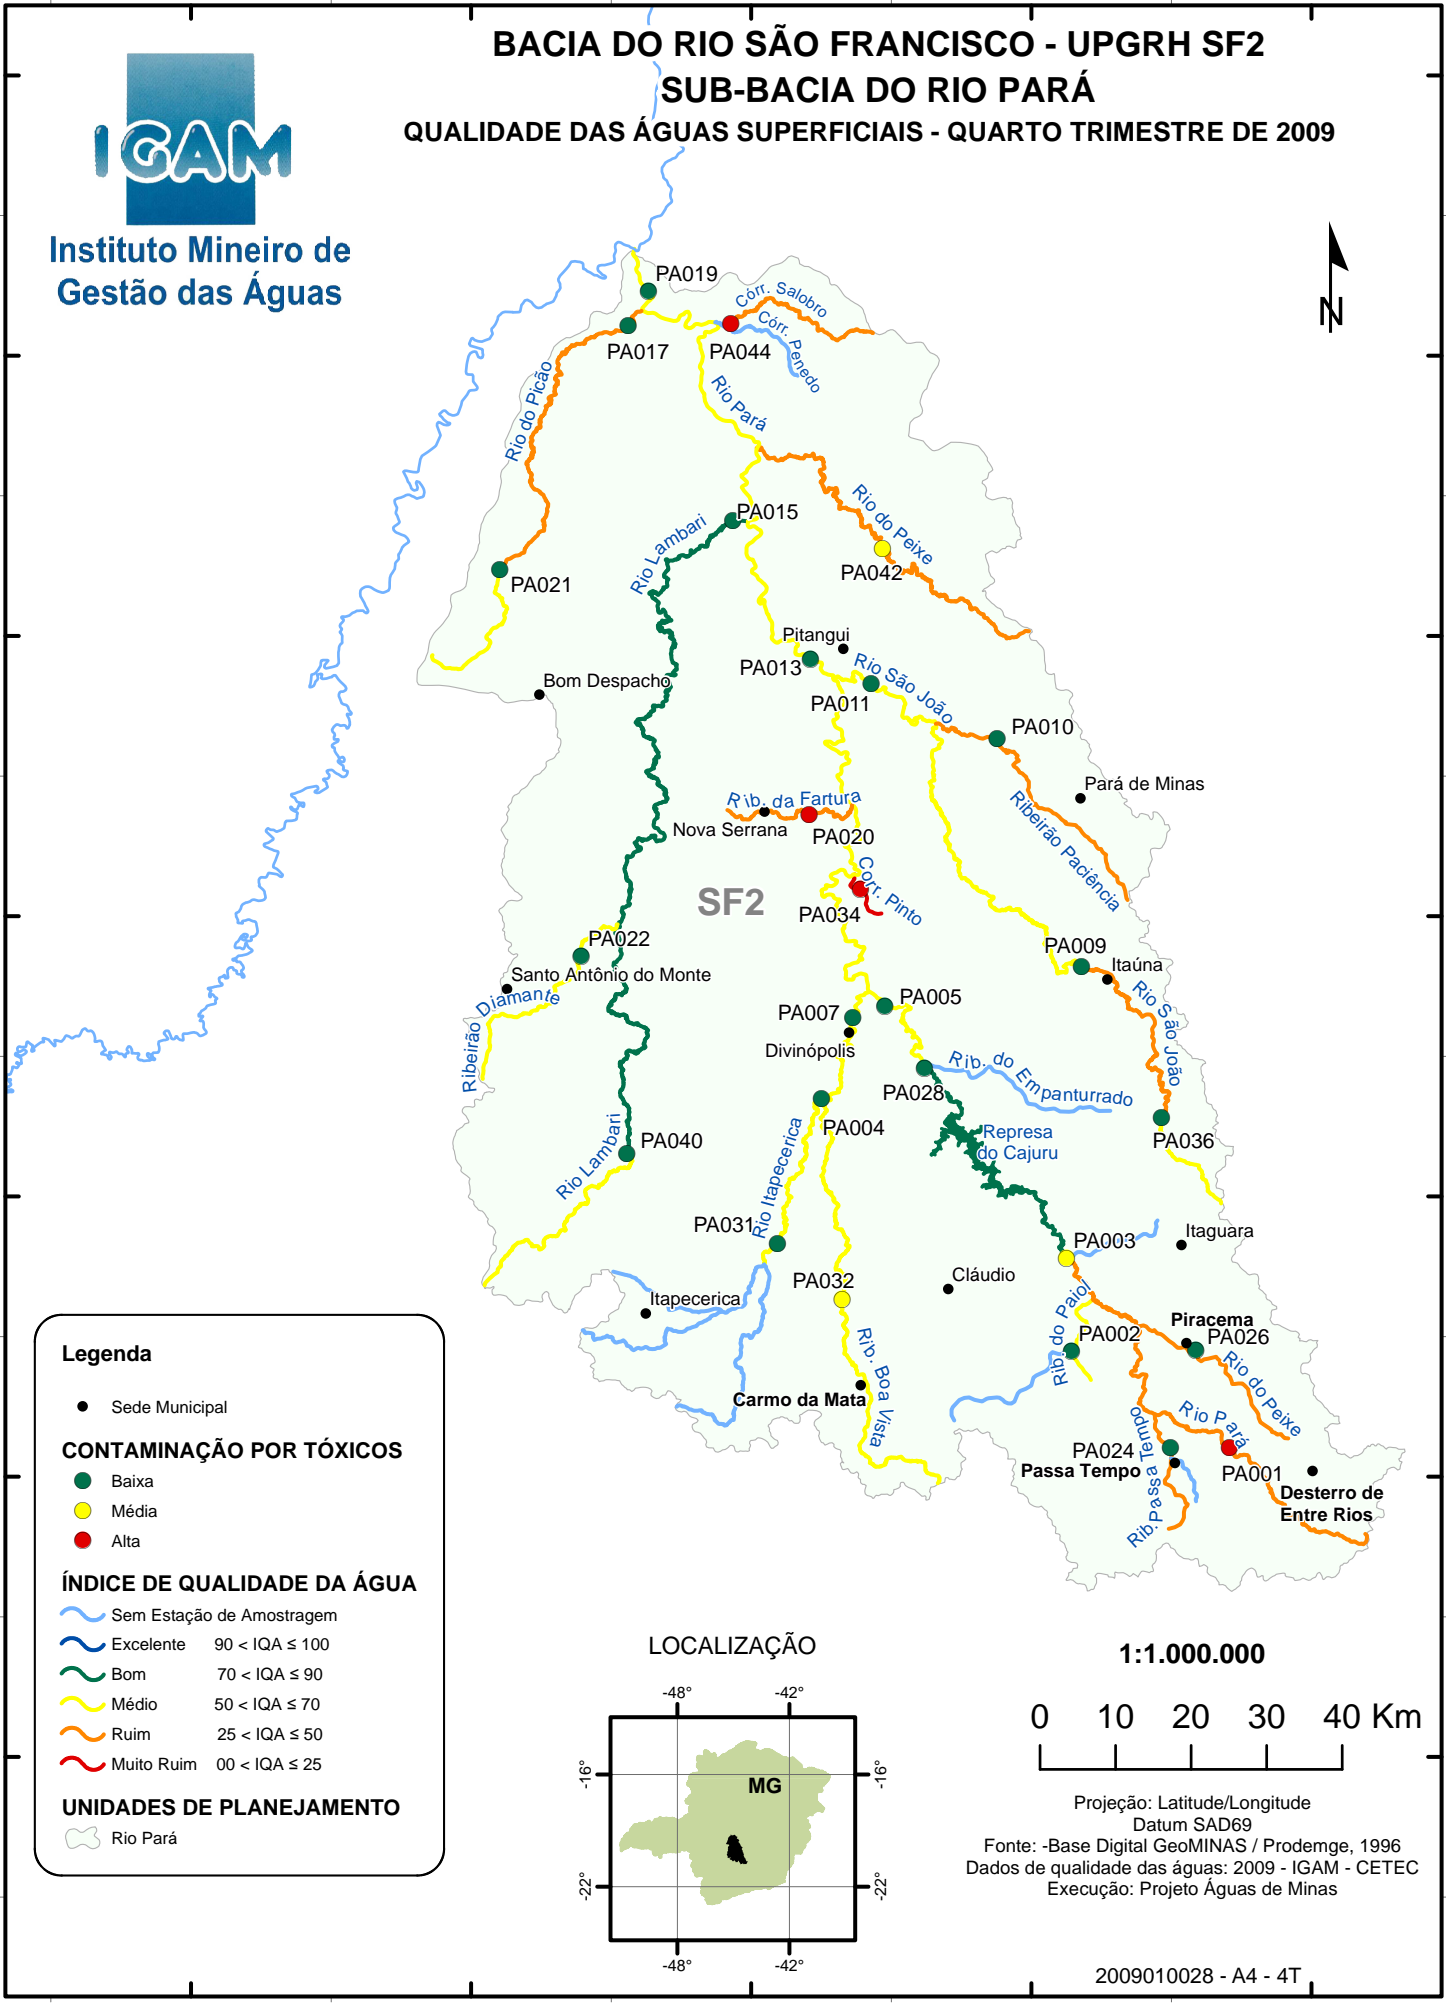 BACIA DO RIO SÃO FRANCISCO - UPGRH SF2
SUB-BACIA DO RIO PARÁ
QUALIDADE DAS ÁGUAS SUPERFICIAIS - QUARTO TRIMESTRE DE 2009
IGAM
Instituto Mineiro de
Gestão das Águas
N
PA019
Córr. Salobro
PA017
PA044
Córr. Penedo
Rio do Picão
Rio Pará
PA015
Rio Lambari
Rio do Peixe
PA042
PA021
Pitangui
PA013
Rio São João
Bom Despacho
PA011
PA010
Pará de Minas
Rib. da Fartura
Nova Serrana
PA020
Ribeirão Paciência
SF2
Corr. Pinto
PA034
PA022
PA009
Itaúna
Santo Antônio do Monte
Ribeirão Diamante
PA007
PA005
Rio São João
Divinópolis
Rib. do Empanturrado
PA028
PA004
PA036
Represa
do Cajuru
PA040
Rio Lambari
Rio Itapecerica
PA031
PA003
Itaguara
PA032
Cláudio
Itapecerica
Rib. do Paiol
Piracema
PA002
PA026
Rio do Peixe
Rib. Boa Vista
Carmo da Mata
Rio Pará
PA024
Passa Tempo
Rib. Passa Tempo
PA001
Desterro de
Entre Rios
Legenda
Sede Municipal
CONTAMINAÇÃO POR TÓXICOS
Baixa
Média
Alta
ÍNDICE DE QUALIDADE DA ÁGUA
Sem Estação de Amostragem
Excelente 90 < IQA ≤ 100
Bom 70 < IQA ≤ 90
Médio 50 < IQA ≤ 70
Ruim 25 < IQA ≤ 50
Muito Ruim 00 < IQA ≤ 25
UNIDADES DE PLANEJAMENTO
Rio Pará
LOCALIZAÇÃO
-48° -42°
-16° -16°
MG
-22° -22°
-48° -42°
1:1.000.000
0 10 20 30 40 Km
Projeção: Latitude/Longitude
Datum SAD69
Fonte: -Base Digital GeoMINAS / Prodemge, 1996
Dados de qualidade das águas: 2009 - IGAM - CETEC
Execução: Projeto Águas de Minas
2009010028 - A4 - 4T